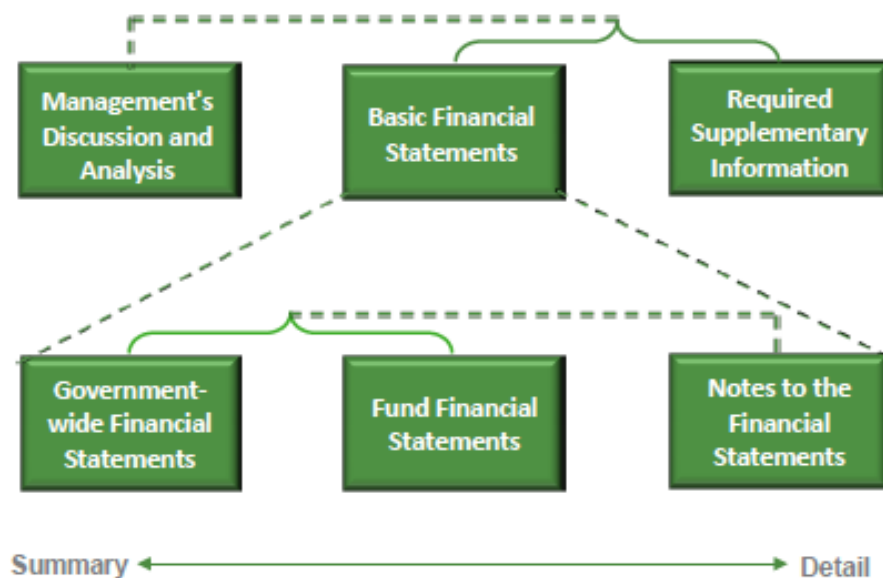 Management's
Discussion and
Analysis
Basic Financial
Statements
Required
Supplementary
Information
Government-
wide Financial
Statements
Fund Financial
Statements
Notes to the
Financial
Statements
Summary
Detail